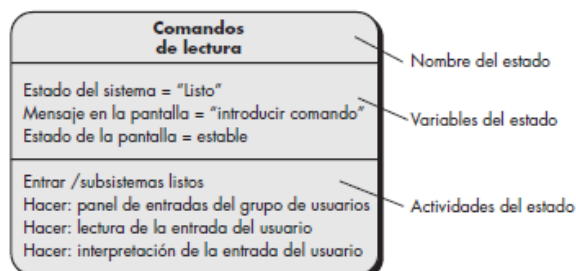 Comandos
de lectura
Nombre del estado
Estado del sistema = “Listo”
Mensaje en la pantalla = “introducir comando”
Estado de la pantalla = estable
Variables del estado
Entrar /subsistemas listos
Hacer: panel de entradas del grupo de usuarios
Hacer: lectura de la entrada del usuario
Hacer: interpretación de la entrada del usuario
Actividades del estado